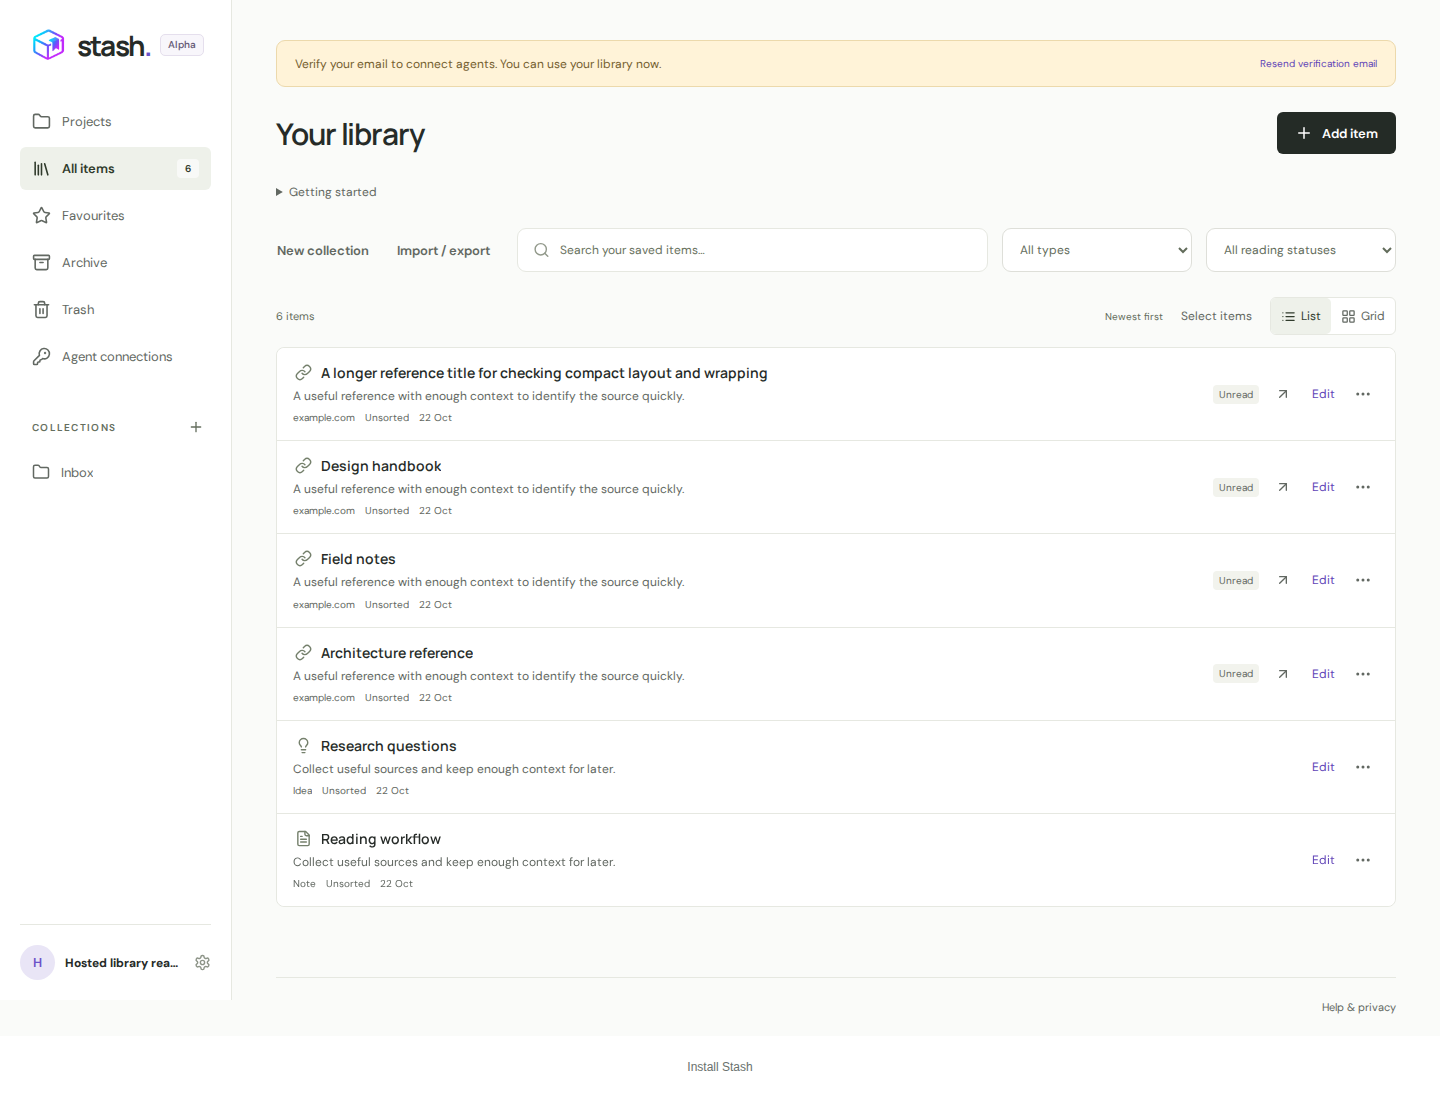 stash.
Alpha
Projects
All items
6
Favourites
Archive
Trash
Agent connections
COLLECTIONS
Inbox
H
Hosted library rea...
Verify your email to connect agents. You can use your library now.
Resend verification email
Your library
Add item
Getting started
New collection
Import / export
Search your saved items...
All types
All reading statuses
6 items
Newest first
Select items
List
Grid
A longer reference title for checking compact layout and wrapping
A useful reference with enough context to identify the source quickly.
example.com Unsorted 22 Oct
Unread
Edit
Design handbook
A useful reference with enough context to identify the source quickly.
example.com Unsorted 22 Oct
Unread
Edit
Field notes
A useful reference with enough context to identify the source quickly.
example.com Unsorted 22 Oct
Unread
Edit
Architecture reference
A useful reference with enough context to identify the source quickly.
example.com Unsorted 22 Oct
Unread
Edit
Research questions
Collect useful sources and keep enough context for later.
Idea Unsorted 22 Oct
Edit
Reading workflow
Collect useful sources and keep enough context for later.
Note Unsorted 22 Oct
Edit
Help & privacy
Install Stash